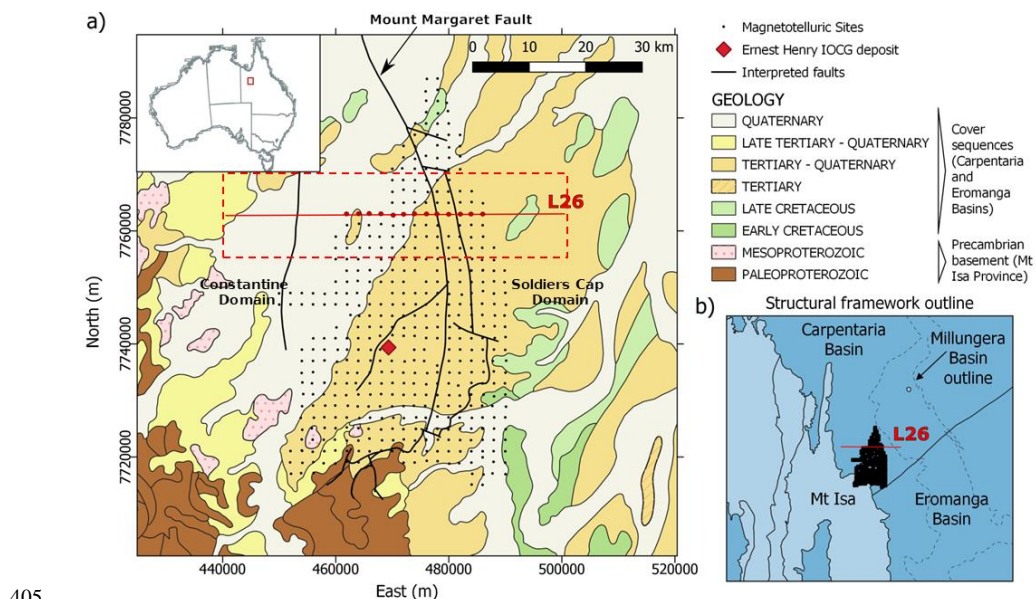 a)
Mount Margaret Fault
0 10 20 30 km
L26
Constantine
Domain
Soldiers Cap
Domain
North (m)
7780000
7760000
7740000
7720000
440000 460000 480000 500000 520000
East (m)
Magnetotelluric Sites
Ernest Henry IOCG deposit
Interpreted faults
GEOLOGY
QUATERNARY
LATE TERTIARY - QUATERNARY
TERTIARY - QUATERNARY
TERTIARY
LATE CRETACEOUS
EARLY CRETACEOUS
MESOPROTEROZOIC
PALEOPROTEROZOIC
Cover
sequences
(Carpentaria
and
Eromanga
Basins)
Precambrian
basement (Mt
Isa Province)
b)
Structural framework outline
Carpentaria
Basin
Millungera
Basin
outline
L26
Mt Isa
Eromanga
Basin
405